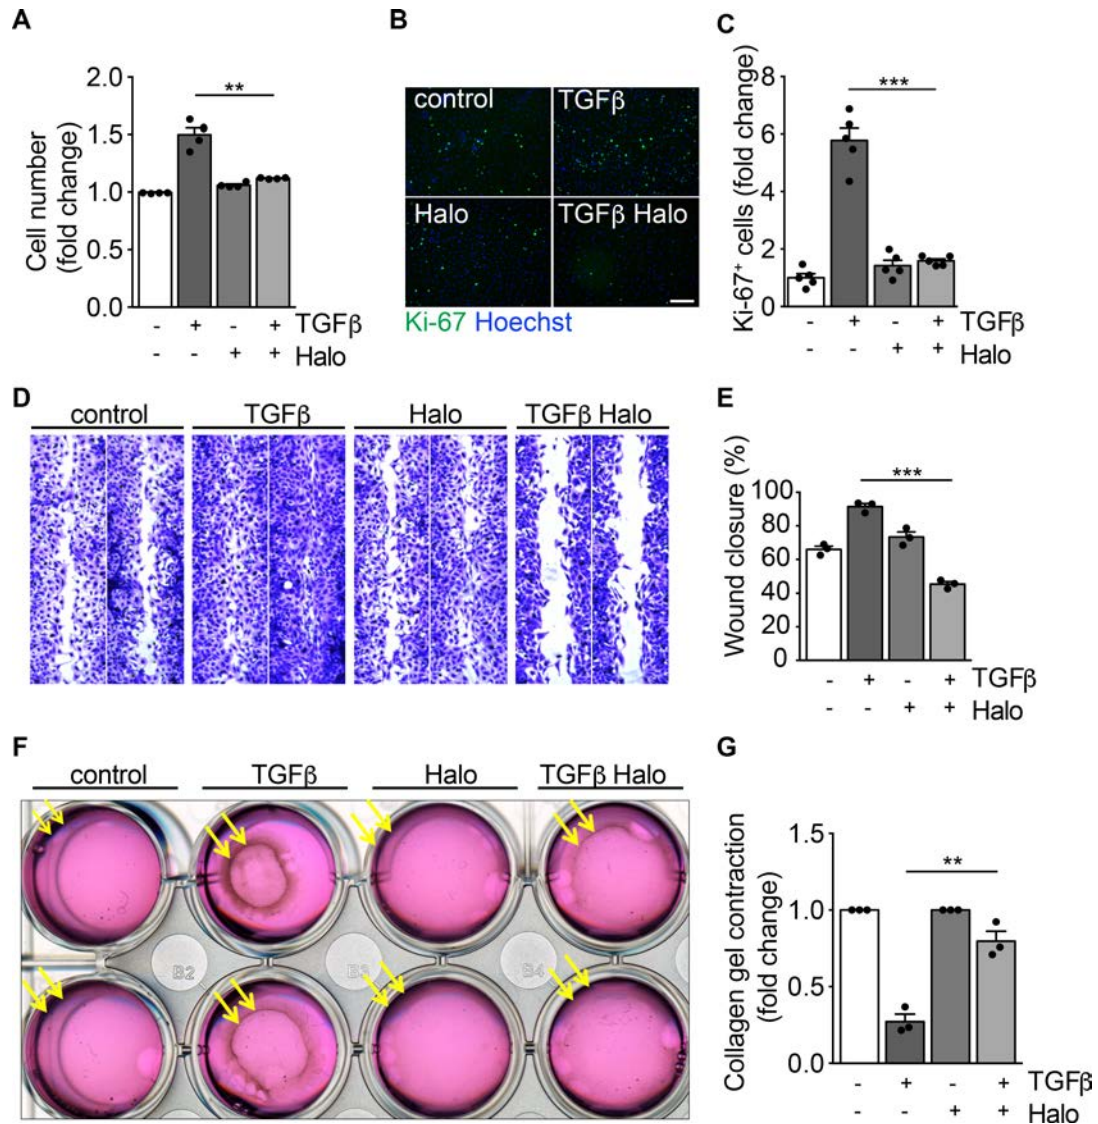 A
Cell number
(fold change)
2.0
1.5
1.0
0.5
0.0
**
- + - + TGFβ
- - + + Halo
B
control
TGFβ
Halo
TGFβ Halo
Ki-67 Hoechst
C
Ki-67⁺ cells (fold change)
8
6
4
2
0
***
- + - + TGFβ
- - + + Halo
D
control
TGFβ
Halo
TGFβ Halo
E
Wound closure (%)
100
80
60
40
20
0
***
- + - + TGFβ
- - + + Halo
F
control
TGFβ
Halo
TGFβ Halo
B2
B3
B4
G
Collagen gel contraction
(fold change)
1.5
1.0
0.5
0.0
**
- + - + TGFβ
- - + + Halo